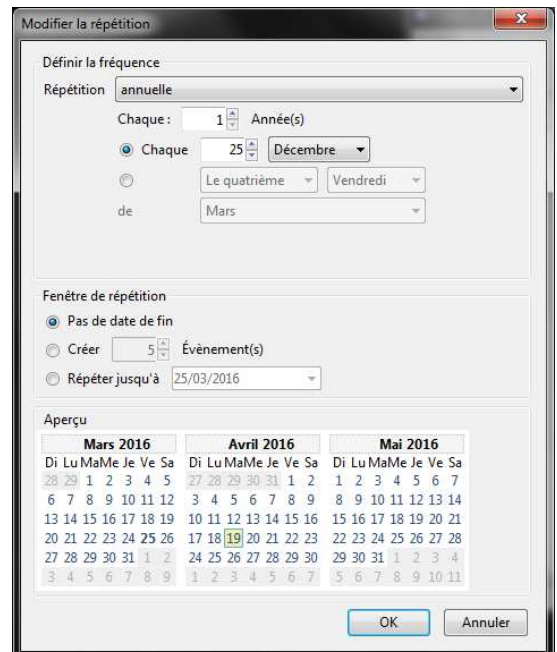 Modifier la répétition
Définir la fréquence
Répétition annuelle
Chaque : 1 Année(s)
Chaque 25 Décembre
Le quatrième Vendredi
de Mars
Fenêtre de répétition
Pas de date de fin
Créer 5 Évènement(s)
Répéter jusqu'à 25/03/2016
Aperçu
Mars 2016 Avril 2016 Mai 2016
Di Lu Ma Me Je Ve Sa Di Lu Ma Me Je Ve Sa Di Lu Ma Me Je Ve Sa
28 29 1 2 3 4 5 27 28 29 30 31 1 2 1 2 3 4 5 6 7
6 7 8 9 10 11 12 3 4 5 6 7 8 9 8 9 10 11 12 13 14
13 14 15 16 17 18 19 10 11 12 13 14 15 16 15 16 17 18 19 20 21
20 21 22 23 24 25 26 17 18 19 20 21 22 23 22 23 24 25 26 27 28
27 28 29 30 31 1 2 24 25 26 27 28 29 30 29 30 31 1 2 3 4
3 4 5 6 7 8 9 1 2 3 4 5 6 7 5 6 7 8 9 10 11
OK Annuler